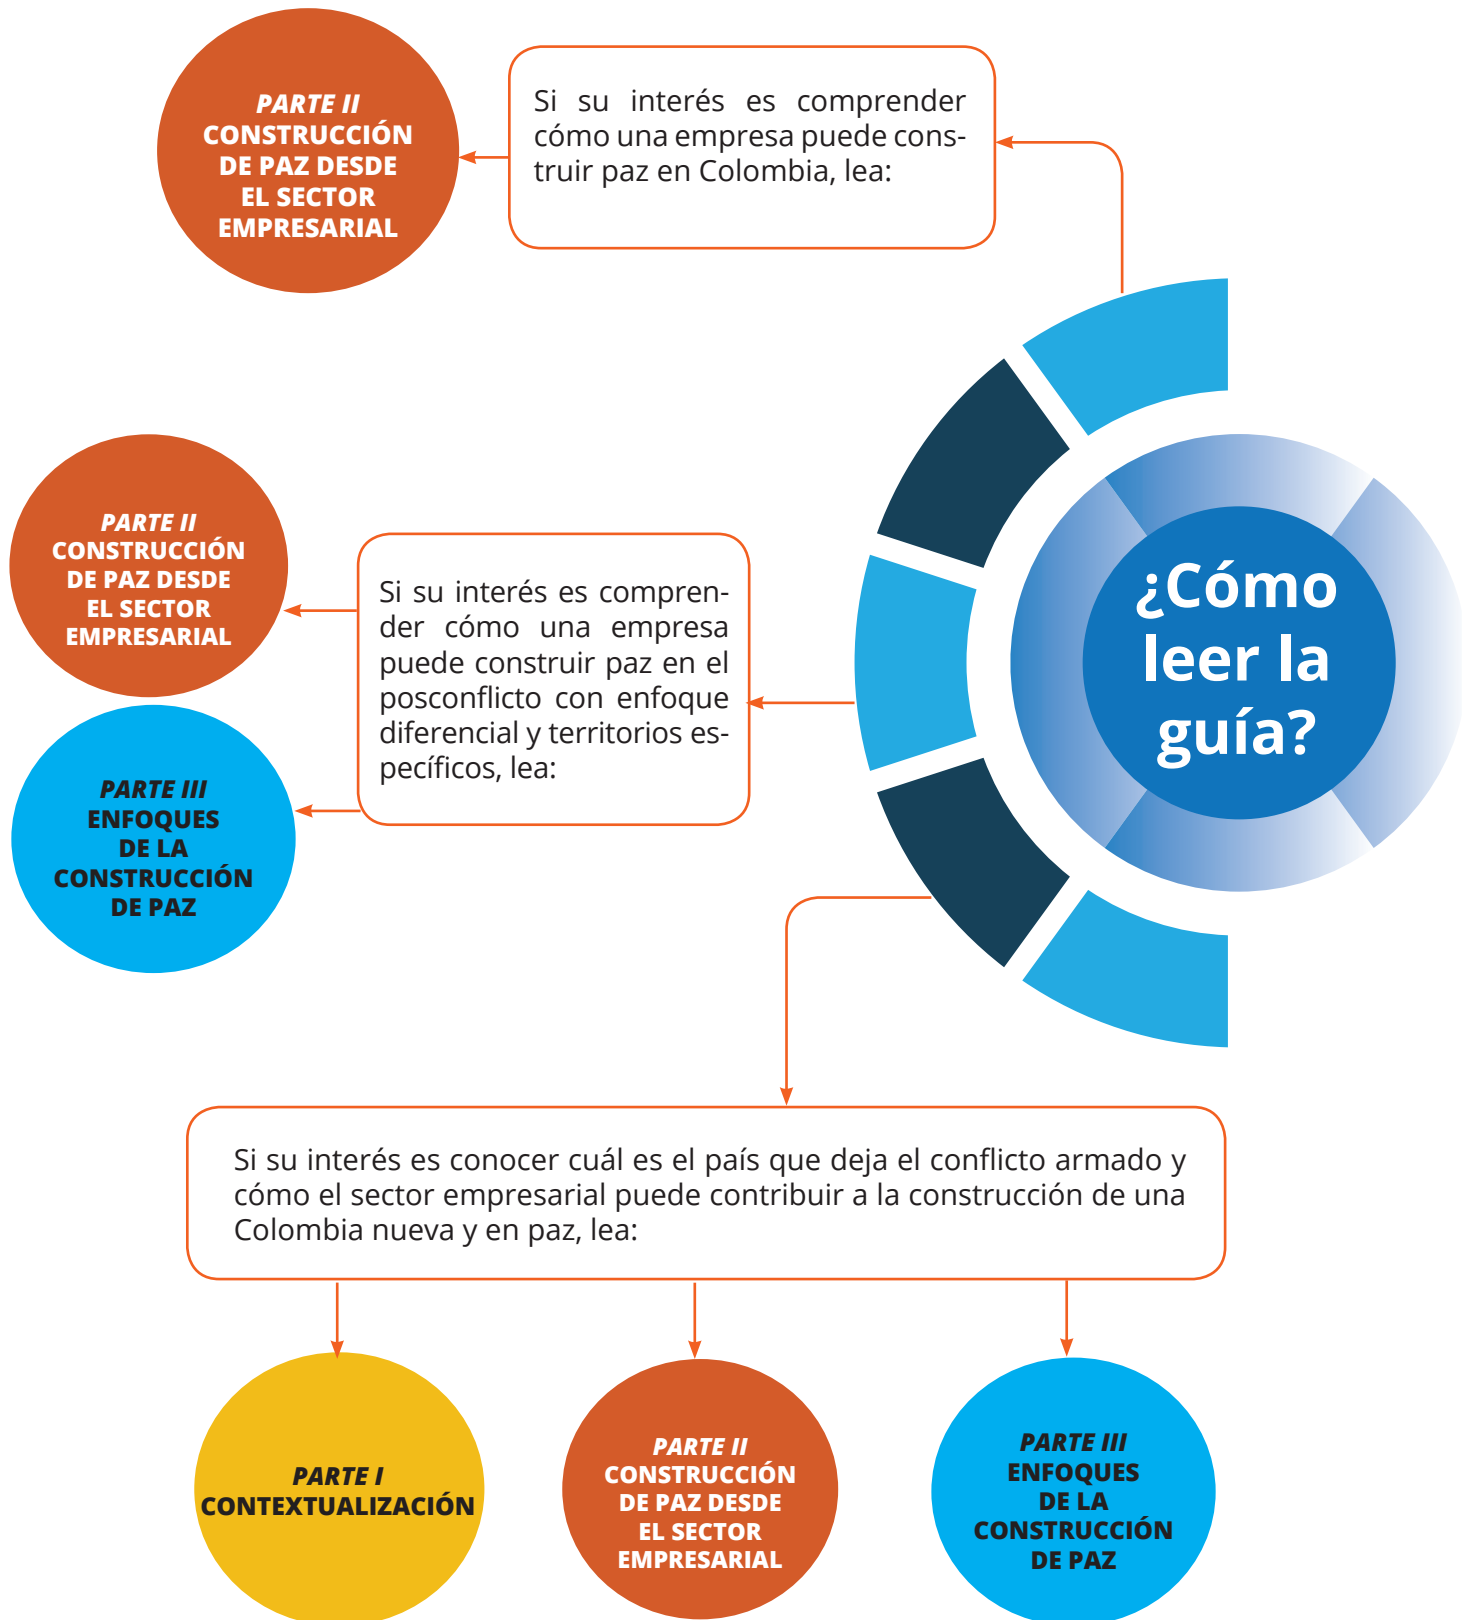 ¿Cómo
leer la
guía?
Si su interés es comprender
cómo una empresa puede cons-
truir paz en Colombia, lea:
PARTE II
CONSTRUCCIÓN
DE PAZ DESDE
EL SECTOR
EMPRESARIAL
Si su interés es compren-
der cómo una empresa
puede construir paz en el
posconflicto con enfoque
diferencial y territorios es-
pecíficos, lea:
PARTE II
CONSTRUCCIÓN
DE PAZ DESDE
EL SECTOR
EMPRESARIAL
PARTE III
ENFOQUES
DE LA
CONSTRUCCIÓN
DE PAZ
Si su interés es conocer cuál es el país que deja el conflicto armado y
cómo el sector empresarial puede contribuir a la construcción de una
Colombia nueva y en paz, lea:
PARTE I
CONTEXTUALIZACIÓN
PARTE II
CONSTRUCCIÓN
DE PAZ DESDE
EL SECTOR
EMPRESARIAL
PARTE III
ENFOQUES
DE LA
CONSTRUCCIÓN
DE PAZ